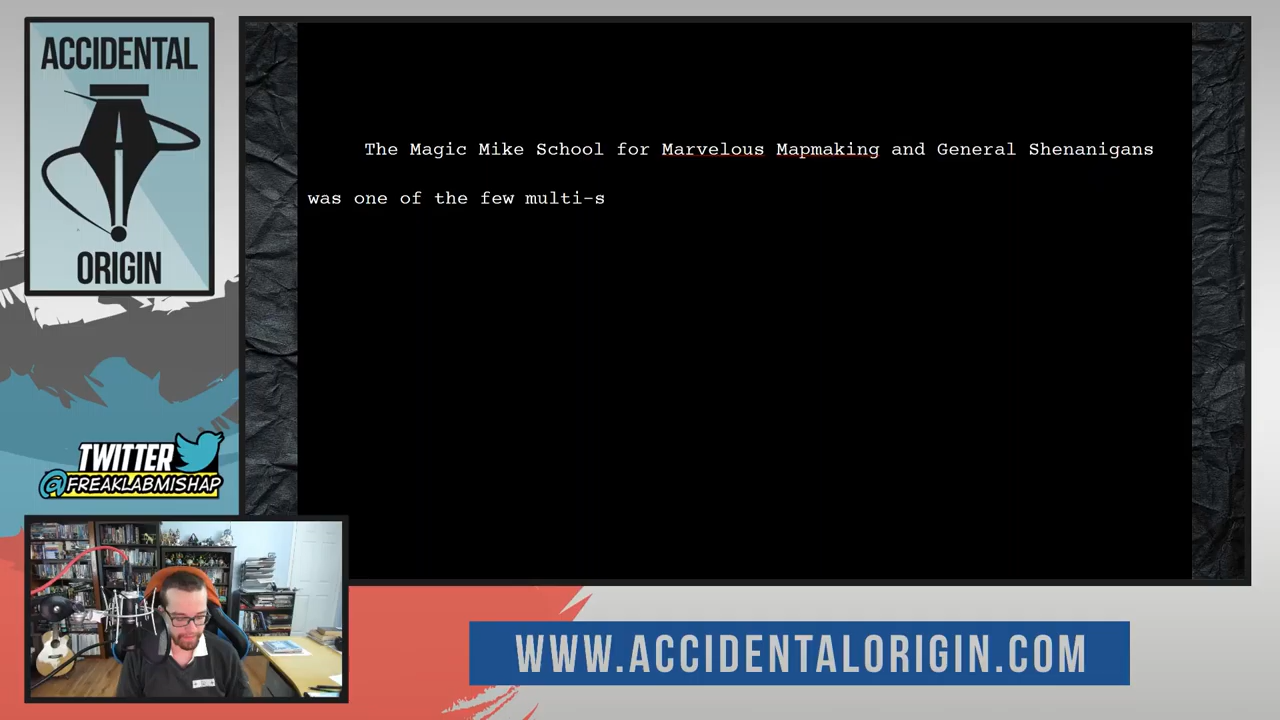 ACCIDENTAL
ORIGIN
The Magic Mike School for Marvelous Mapmaking and General Shenanigans
was one of the few multi-s
TWITTER
@FREAKLABMISHAP
WWW.ACCIDENTALORIGIN.COM